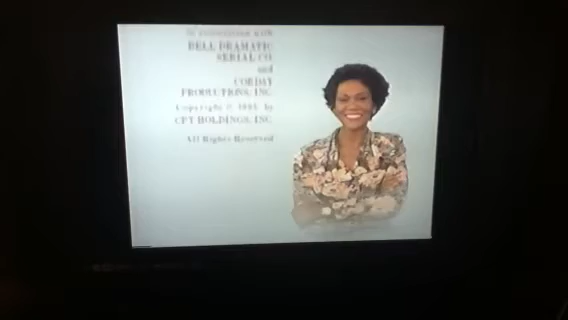 in association with
BELL DRAMATIC
SERIAL CO
and
CORDAY
PRODUCTIONS, INC
Copyright © by
CPT HOLDINGS, INC
All Rights Reserved